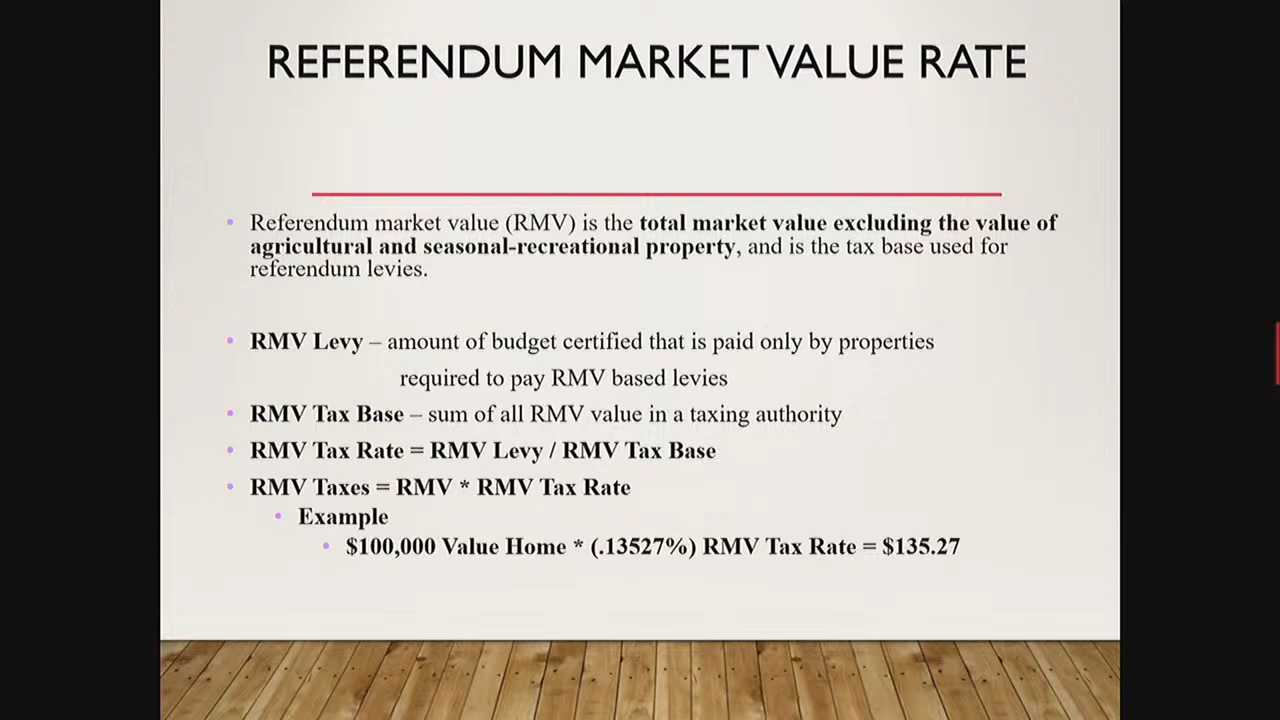 REFERENDUM MARKET VALUE RATE
• Referendum market value (RMV) is the total market value excluding the value of
agricultural and seasonal-recreational property, and is the tax base used for
referendum levies.
• RMV Levy – amount of budget certified that is paid only by properties
required to pay RMV based levies
• RMV Tax Base – sum of all RMV value in a taxing authority
• RMV Tax Rate = RMV Levy / RMV Tax Base
• RMV Taxes = RMV * RMV Tax Rate
• Example
• $100,000 Value Home * (.13527%) RMV Tax Rate = $135.27